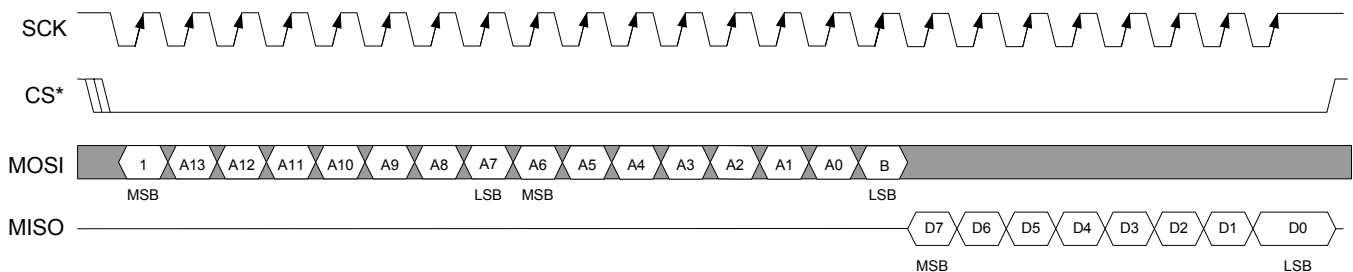 SCK
CS*
MOSI 1 A13 A12 A11 A10 A9 A8 A7 A6 A5 A4 A3 A2 A1 A0 B
MSB LSB MSB LSB
MISO D7 D6 D5 D4 D3 D2 D1 D0
MSB LSB